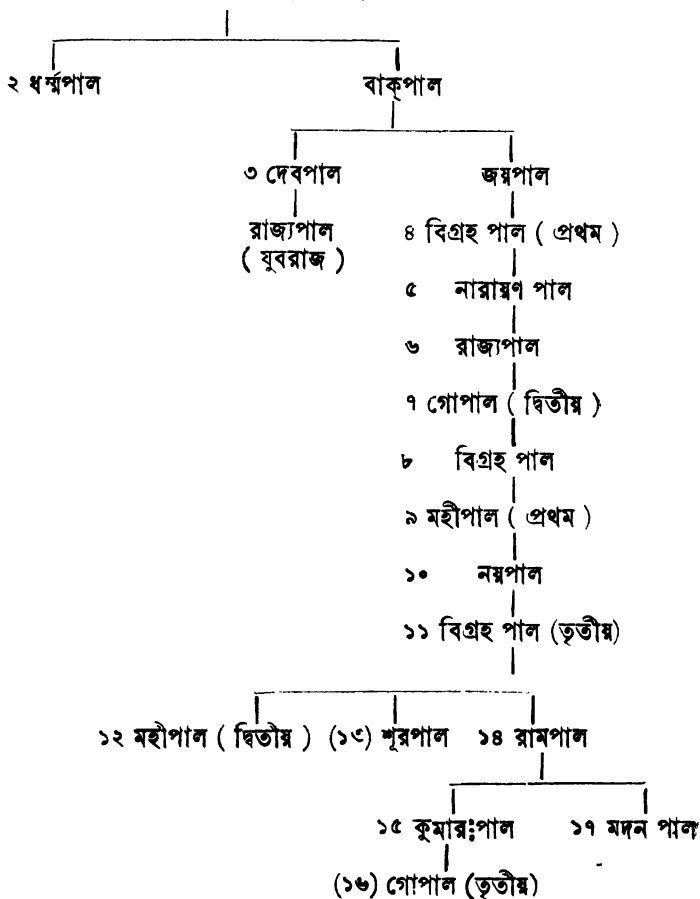 ২ ধর্ম্মপাল বাক্‌পাল
৩ দেবপাল জয়পাল
রাজ্যপাল ৪ বিগ্রহ পাল ( প্রথম )
( যুবরাজ )
৫ নারায়ণ পাল
৬ রাজ্যপাল
৭ গোপাল ( দ্বিতীয় )
৮ বিগ্রহ পাল
৯ মহীপাল ( প্রথম )
১০ নয়পাল
১১ বিগ্রহ পাল (তৃতীয়)
১২ মহীপাল ( দ্বিতীয় ) (১৩) শূরপাল ১৪ রামপাল
১৫ কুমার পাল ১৭ মদন পাল
(১৬) গোপাল (তৃতীয়)